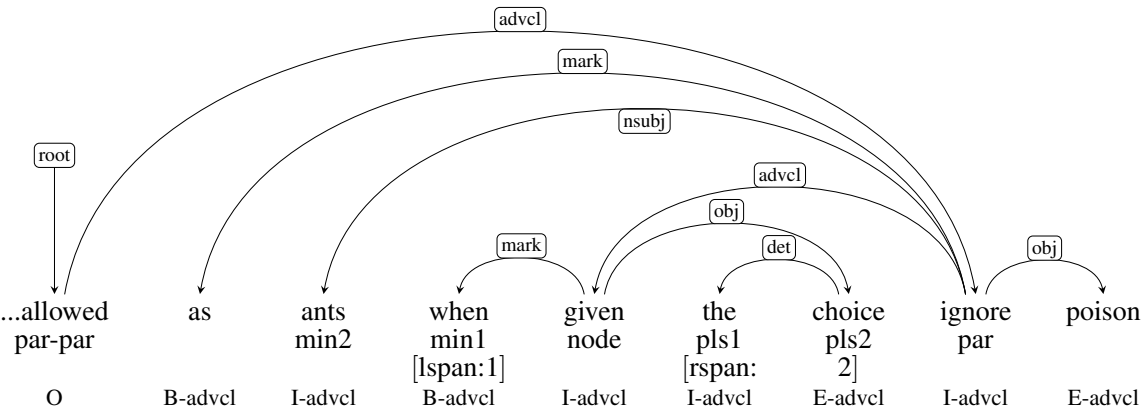 advcl
mark
nsubj
root
advcl
obj
mark det obj
...allowed as ants when given the choice ignore poison
par-par min2 min1 node pls1 pls2 par
[lspan:1] [rspan: 2]
O B-advcl I-advcl B-advcl I-advcl I-advcl E-advcl I-advcl E-advcl